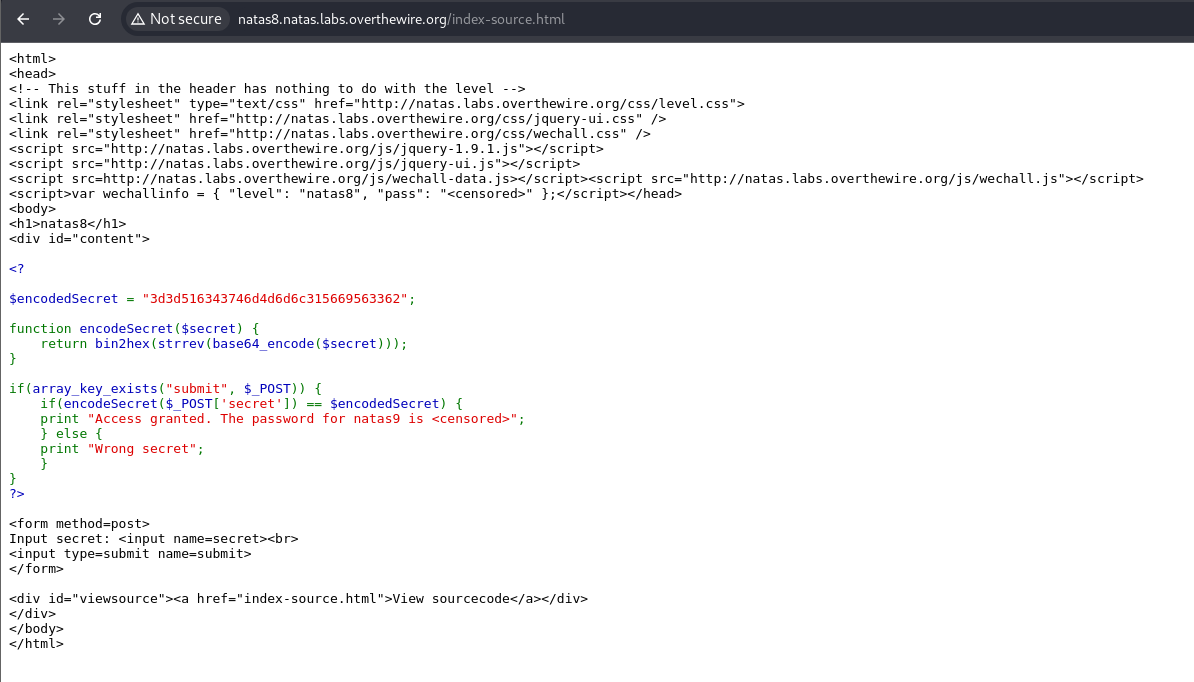 Not secure natas8.natas.labs.overthewire.org/index-source.html
<html>
<head>
<!-- This stuff in the header has nothing to do with the level -->
<link rel="stylesheet" type="text/css" href="http://natas.labs.overthewire.org/css/level.css">
<link rel="stylesheet" href="http://natas.labs.overthewire.org/css/jquery-ui.css" />
<link rel="stylesheet" href="http://natas.labs.overthewire.org/css/wechall.css" />
<script src="http://natas.labs.overthewire.org/js/jquery-1.9.1.js"></script>
<script src="http://natas.labs.overthewire.org/js/jquery-ui.js"></script>
<script src=http://natas.labs.overthewire.org/js/wechall-data.js></script><script src="http://natas.labs.overthewire.org/js/wechall.js"></script>
<script>var wechallinfo = { "level": "natas8", "pass": "<censored>" };</script></head>
<body>
<h1>natas8</h1>
<div id="content">
<?
$encodedSecret = "3d3d516343746d4d6d6c315669563362";
function encodeSecret($secret) {
    return bin2hex(strrev(base64_encode($secret)));
}
if(array_key_exists("submit", $_POST)) {
    if(encodeSecret($_POST['secret']) == $encodedSecret) {
    print "Access granted. The password for natas9 is <censored>";
    } else {
    print "Wrong secret";
    }
}
?>
<form method=post>
Input secret: <input name=secret><br>
<input type=submit name=submit>
</form>
<div id="viewsource"><a href="index-source.html">View sourcecode</a></div>
</div>
</body>
</html>